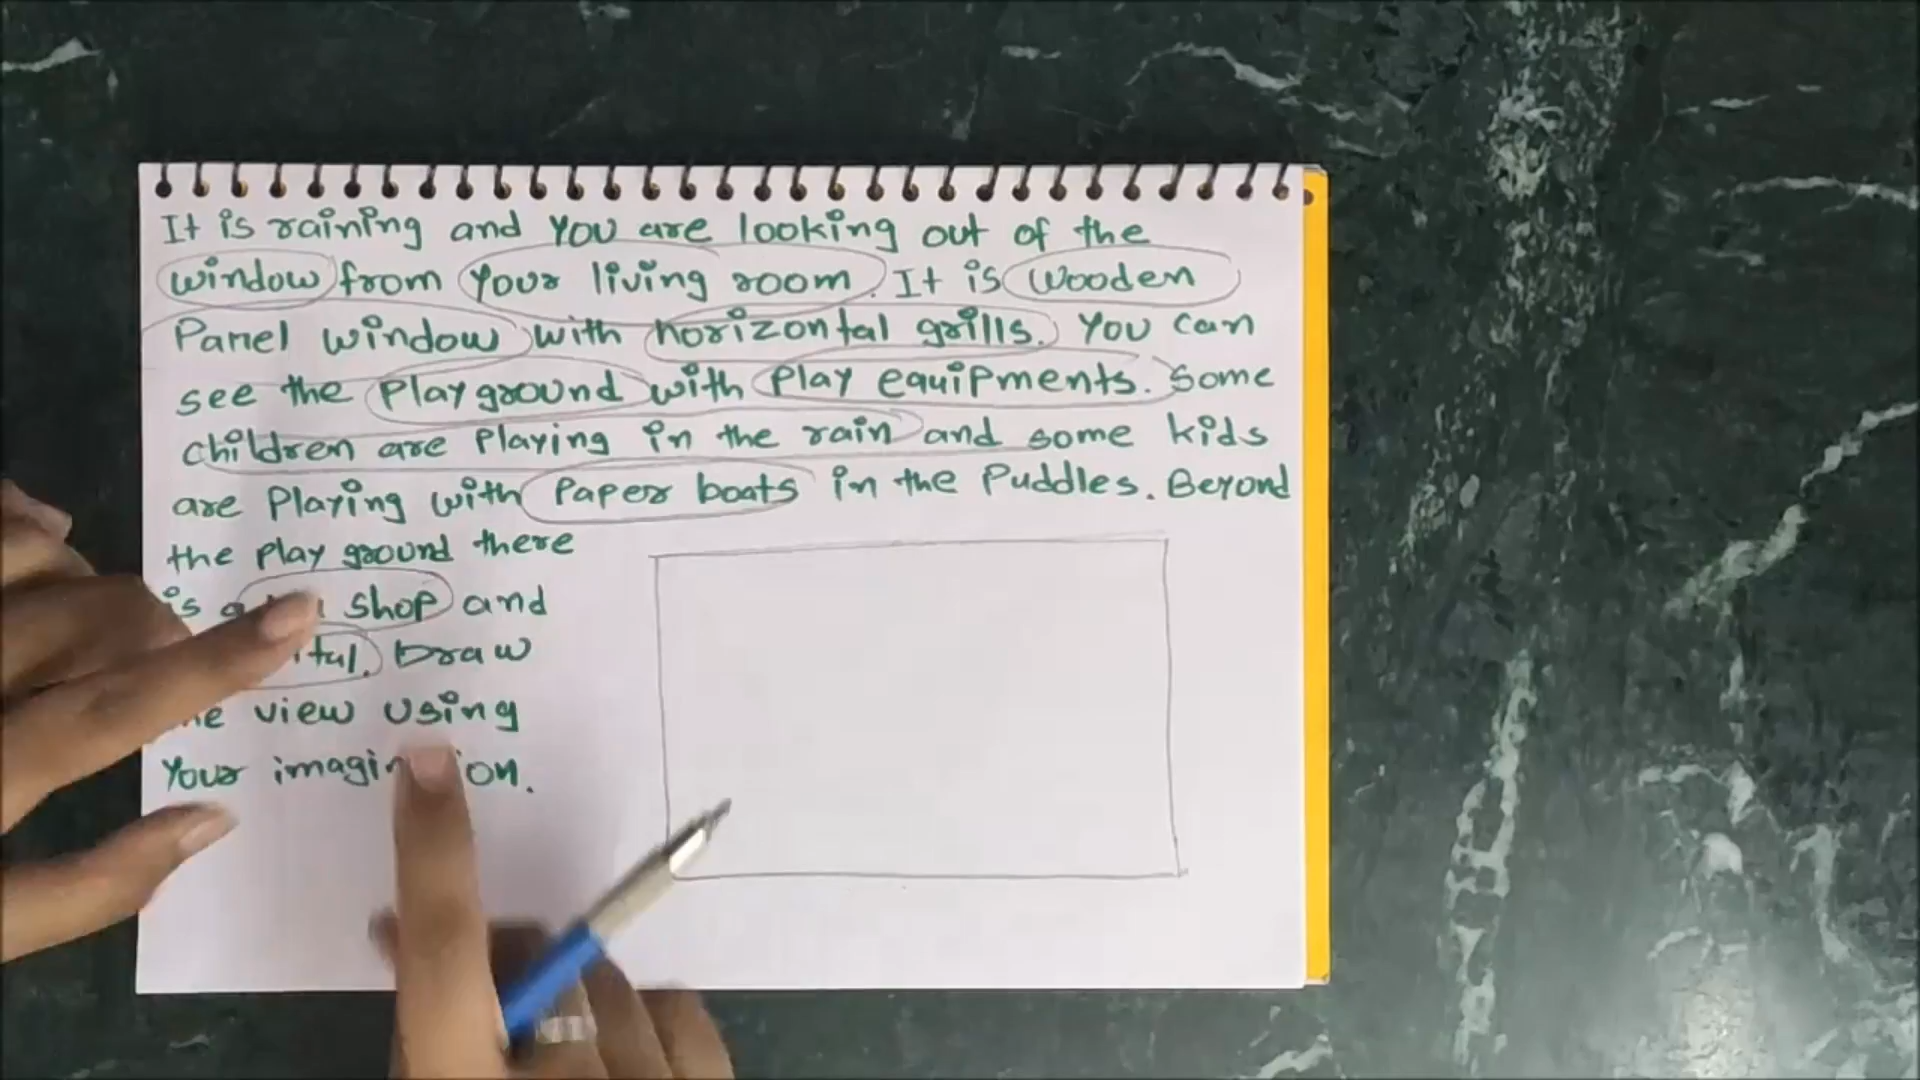 It is raining and you are looking out of the
window from your living room. It is wooden
Panel window with horizontal grills. You can
see the playground with play equipments. Some
children are playing in the rain and some kids
are playing with paper boats in the puddles. Beyond
the play ground there
is a shop and
Draw
view using
your on.